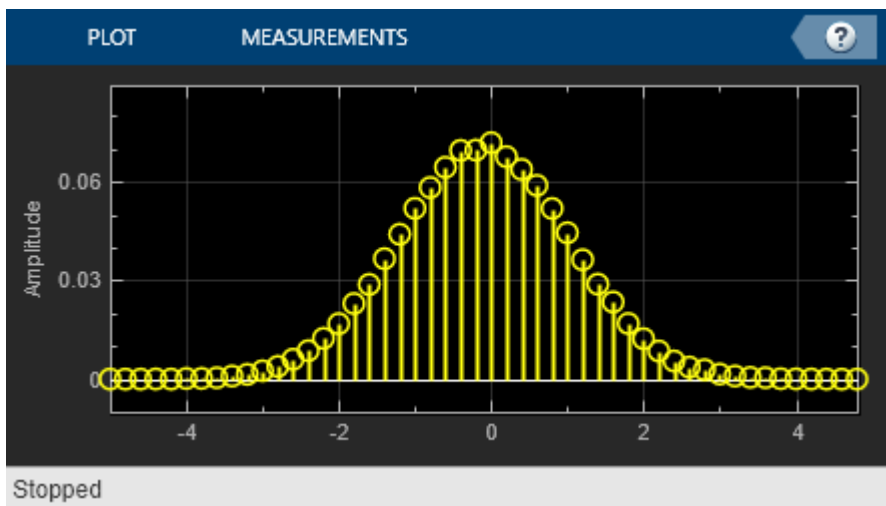 PLOT MEASUREMENTS ?
Amplitude
0.06
0.03
0
-4 -2 0 2 4
Stopped